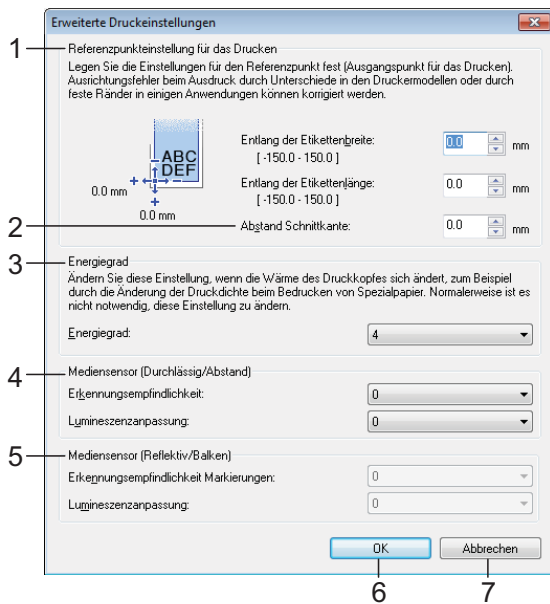 Erweiterte Druckeinstellungen
1
Referenzpunkteinstellung für das Drucken
Legen Sie die Einstellungen für den Referenzpunkt fest (Ausgangspunkt für das Drucken).
Ausrichtungsfehler beim Ausdruck durch Unterschiede in den Druckermodellen oder durch
feste Ränder in einigen Anwendungen können korrigiert werden.
ABC
DEF
0.0 mm
0.0 mm
Entlang der Etikettenbreite:
0.0 mm
[ -150.0 - 150.0 ]
Entlang der Etikettenlänge:
0.0 mm
[ -150.0 - 150.0 ]
2
Abstand Schnittkante:
0.0 mm
3
Energiegrad
Ändern Sie diese Einstellung, wenn die Wärme des Druckkopfes sich ändert, zum Beispiel
durch die Änderung der Druckdichte beim Bedrucken von Spezialpapier. Normalerweise ist es
nicht notwendig, diese Einstellung zu ändern.
Energiegrad:
4
4
Mediensensor (Durchlässig/Abstand)
Erkennungsempfindlichkeit:
0
Lumineszenzanpassung:
0
5
Mediensensor (Reflektiv/Balken)
Erkennungsempfindlichkeit Markierungen:
0
Lumineszenzanpassung:
0
OK
Abbrechen
6
7